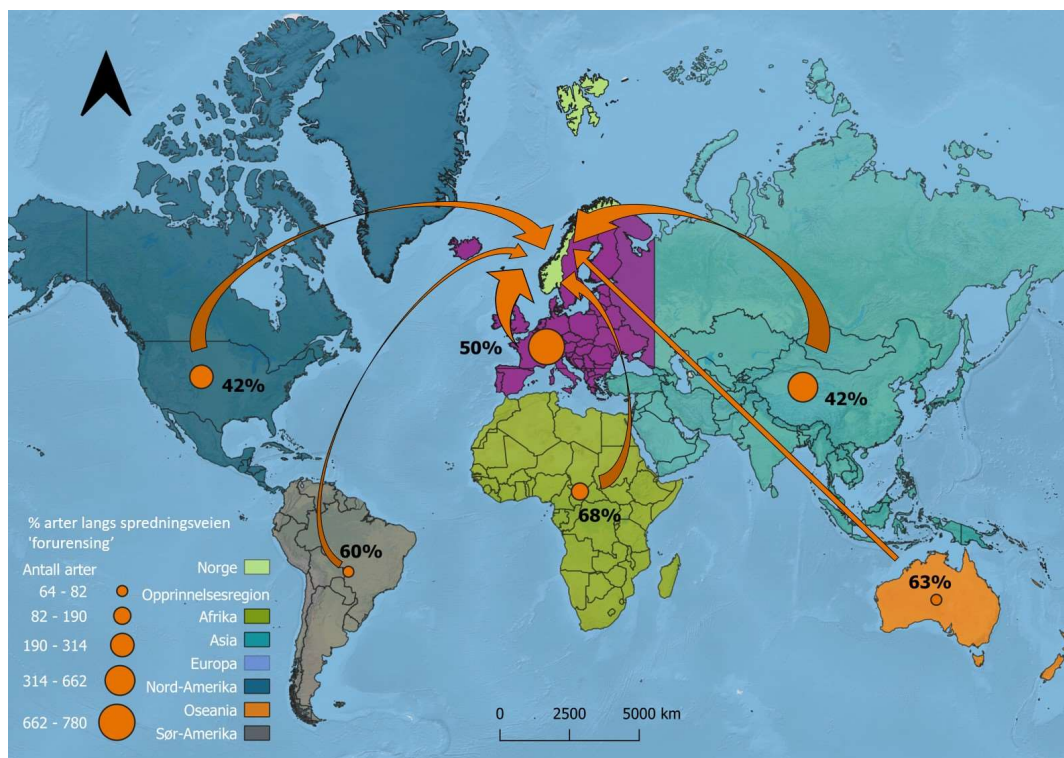 50%
42%
42%
68%
60%
63%
% arter langs spredningsveien
'forurensing’
Antall arter
64 - 82
82 - 190
190 - 314
314 - 662
662 - 780
Norge
Opprinnelsesregion
Afrika
Asia
Europa
Nord-Amerika
Oseania
Sør-Amerika
0 2500 5000 km